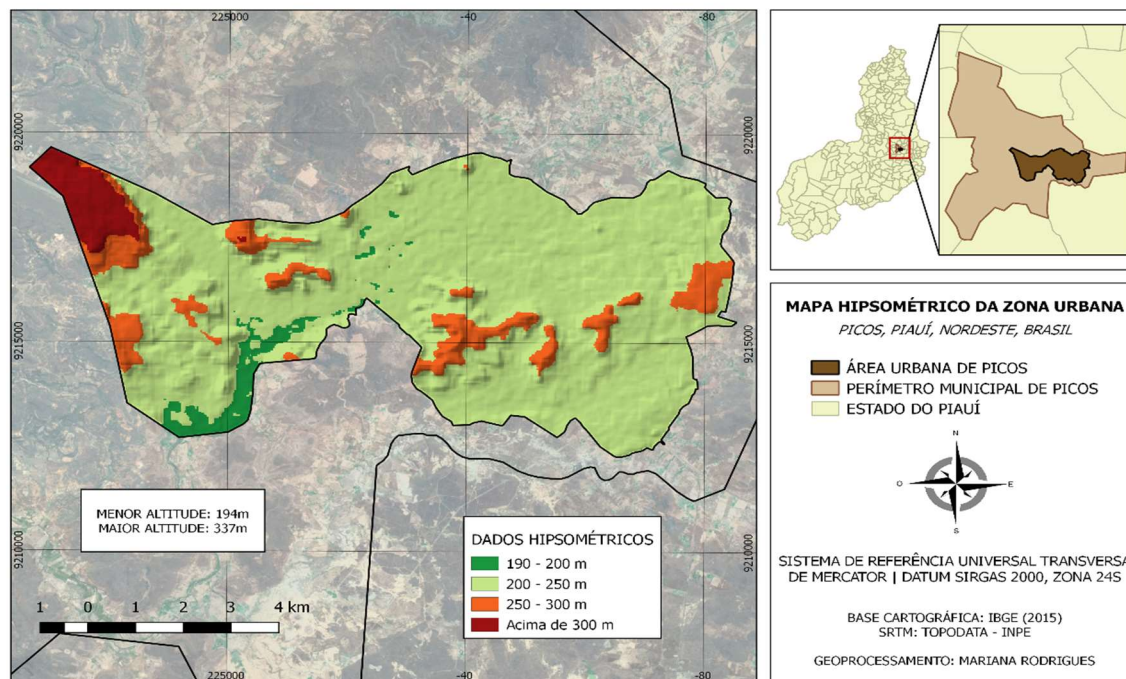 225000
-40
-80
9220000
9220000
9215000
9215000
9210000
9210000
MENOR ALTITUDE: 194m
MAIOR ALTITUDE: 337m
DADOS HIPSOMÉTRICOS
190 - 200 m
200 - 250 m
250 - 300 m
Acima de 300 m
1 0 1 2 3 4 km
225000
-40
-80
MAPA HIPSOMÉTRICO DA ZONA URBANA
PICOS, PIAUÍ, NORDESTE, BRASIL
ÁREA URBANA DE PICOS
PERÍMETRO MUNICIPAL DE PICOS
ESTADO DO PIAUÍ
N
O
E
S
SISTEMA DE REFERÊNCIA UNIVERSAL TRANSVERSA
DE MERCATOR | DATUM SIRGAS 2000, ZONA 24S
BASE CARTOGRÁFICA: IBGE (2015)
SRTM: TOPODATA - INPE
GEOPROCESSAMENTO: MARIANA RODRIGUES